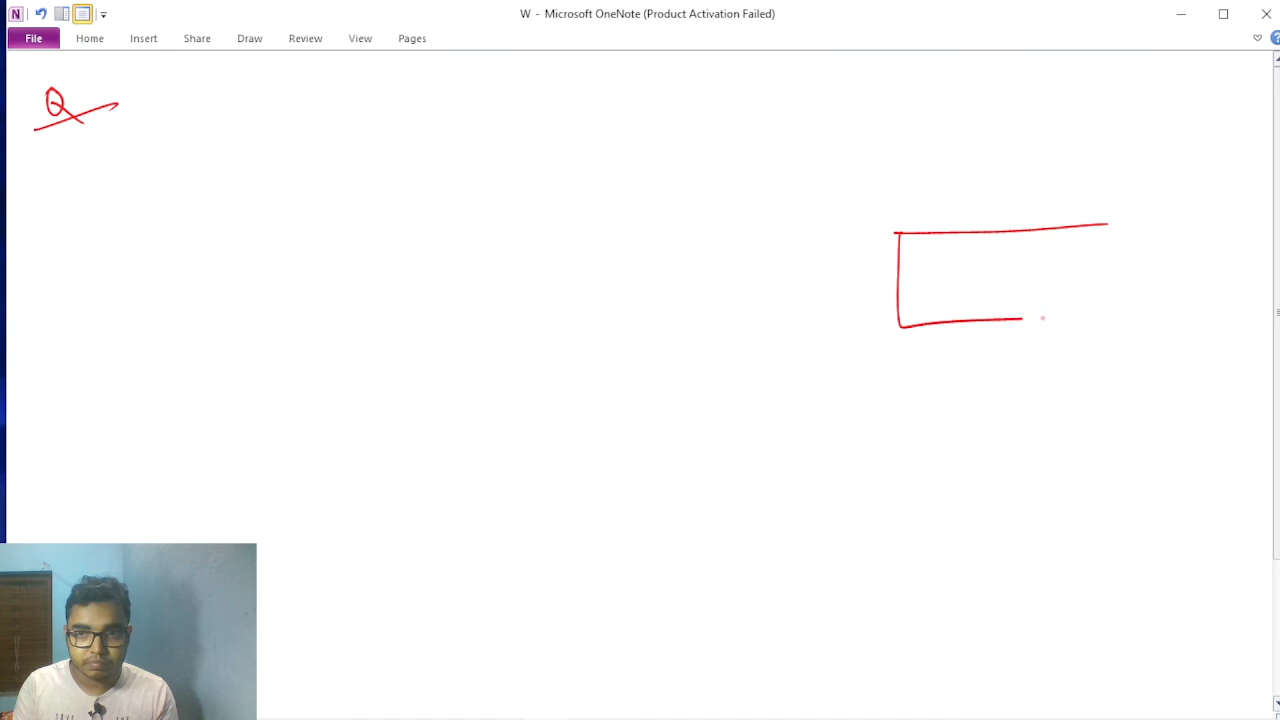 W - Microsoft OneNote (Product Activation Failed)
File Home Insert Share Draw Review View Pages
Q